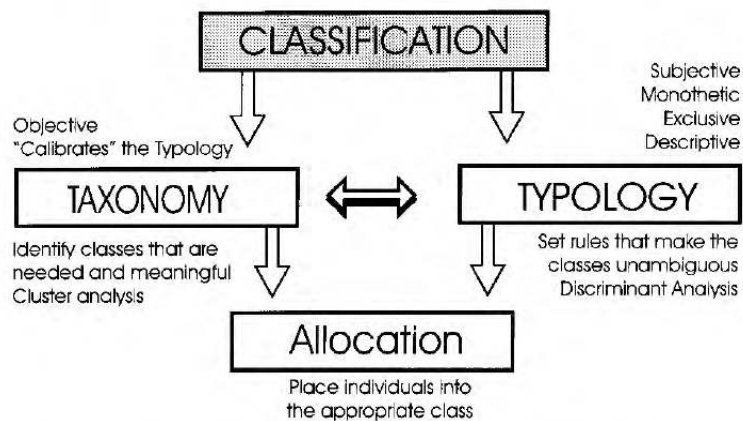 CLASSIFICATION
Subjective
Monothetic
Exclusive
Descriptive
Objective
"Calibrates" the Typology
TAXONOMY
TYPOLOGY
Identify classes that are
needed and meaningful
Cluster analysis
Set rules that make the
classes unambiguous
Discriminant Analysis
Allocation
Place individuals into
the appropriate class